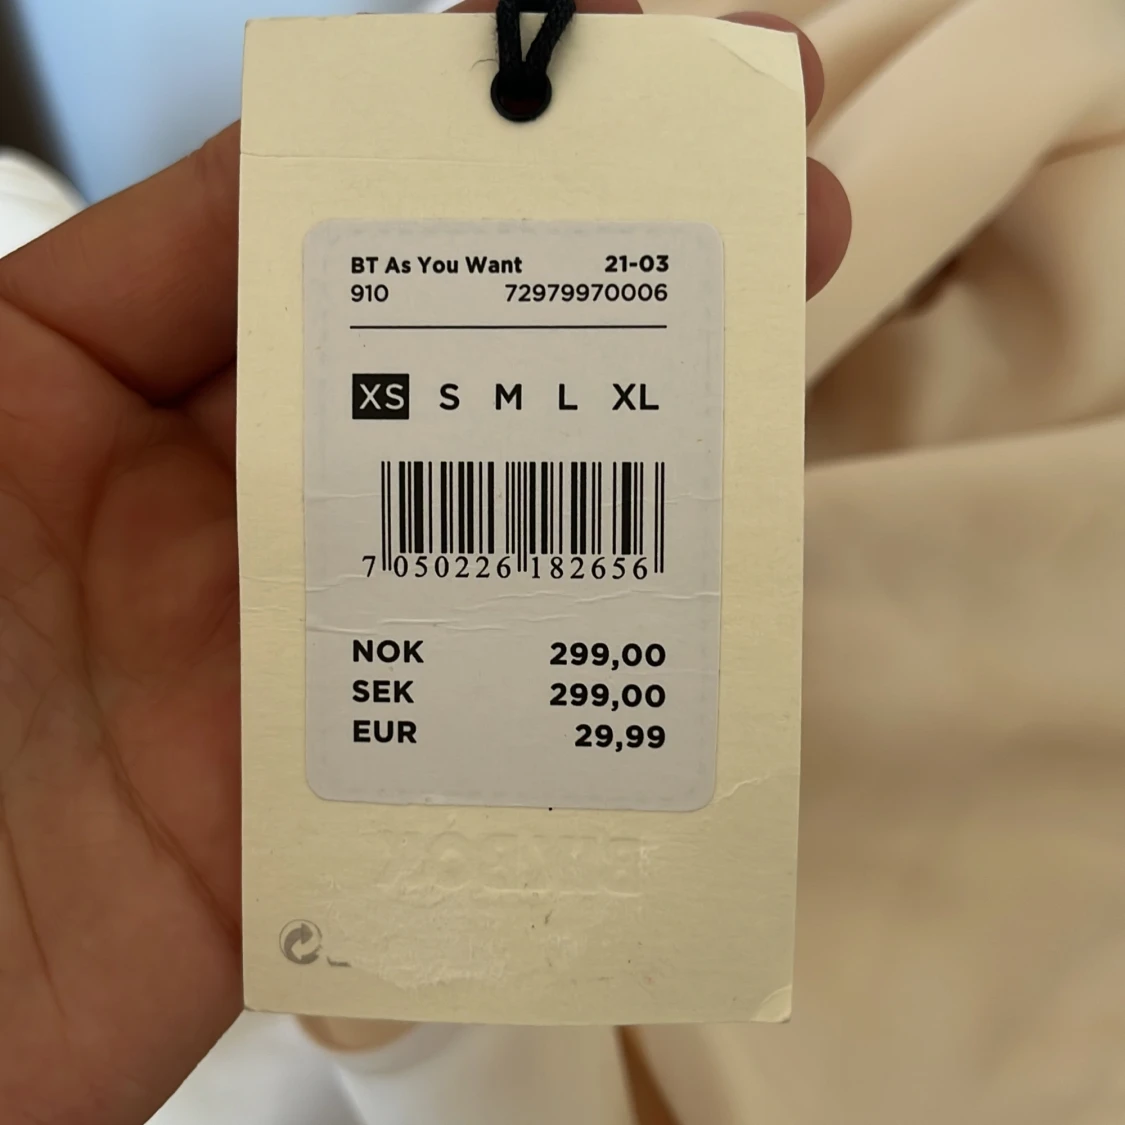 BT As You Want 21-03
910 72979970006
XS S M L XL
7 050226 182656
NOK 299,00
SEK 299,00
EUR 29,99